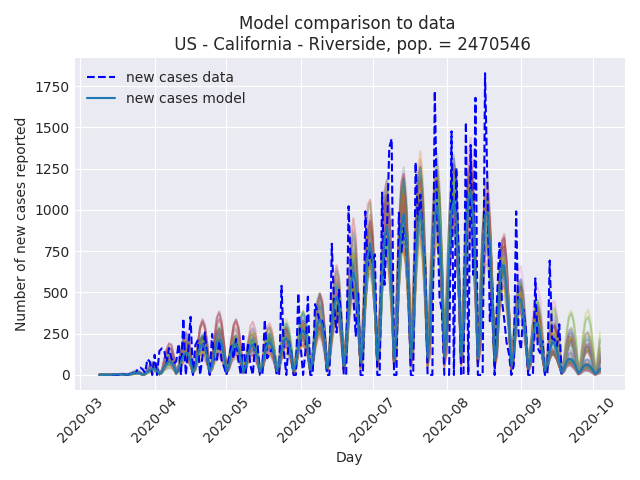 Model comparison to data
US - California - Riverside, pop. = 2470546
new cases data
new cases model
Number of new cases reported
1750
1500
1250
1000
750
500
250
0
2020-03
2020-04
2020-05
2020-06
2020-07
2020-08
2020-09
2020-10
Day